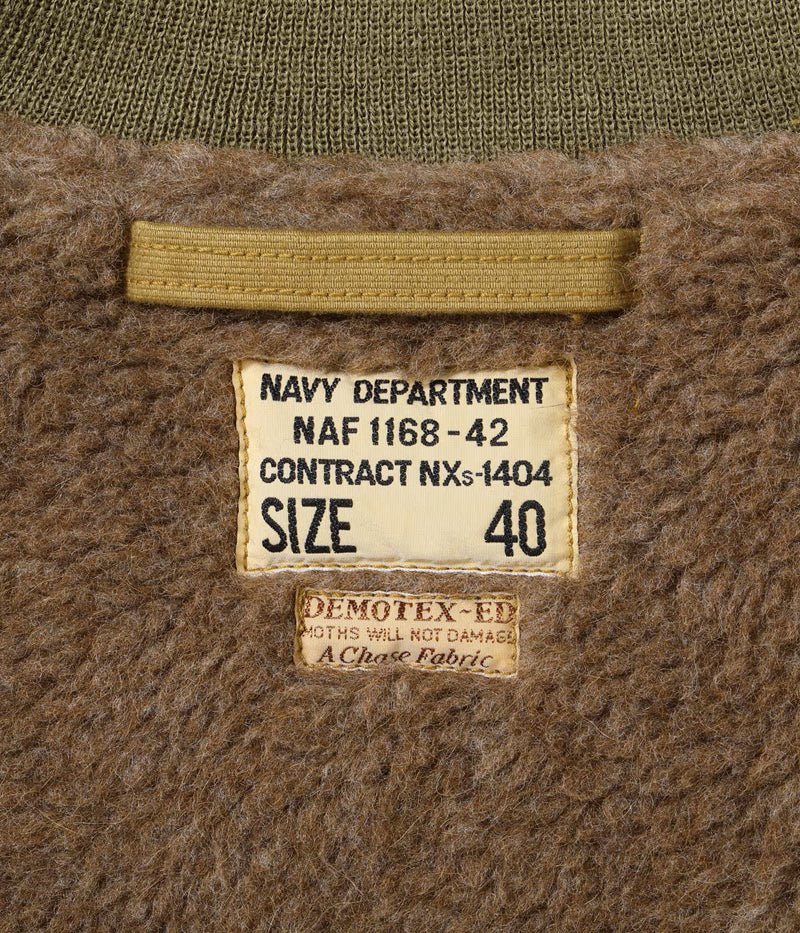 NAVY DEPARTMENT
NAF 1168-42
CONTRACT NXs-1404
SIZE 40
DEMOTEX~ED
MOTHS WILL NOT DAMAGE
A Chase Fabric